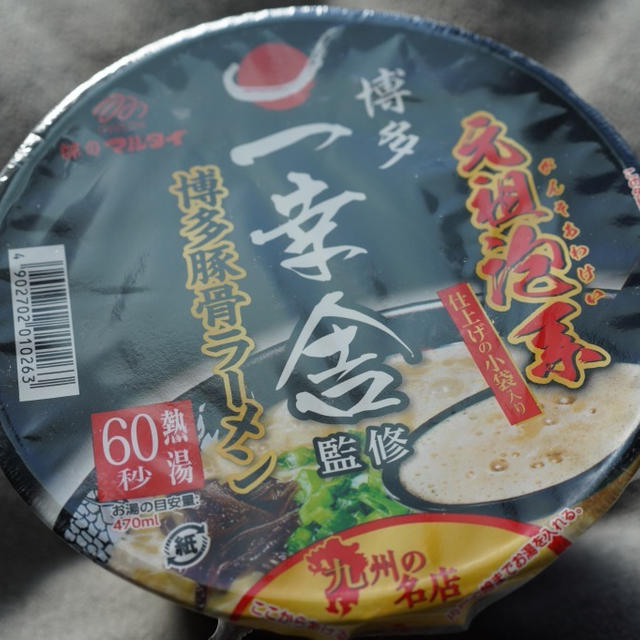 味のマルタイ
博多
一幸舎
監修
博多豚骨ラーメン
元祖泡系
がんそあわけい
仕上げの小袋入り
4902702010263
熱湯
60秒
お湯の目安量
470ml
紙
九州の
名店